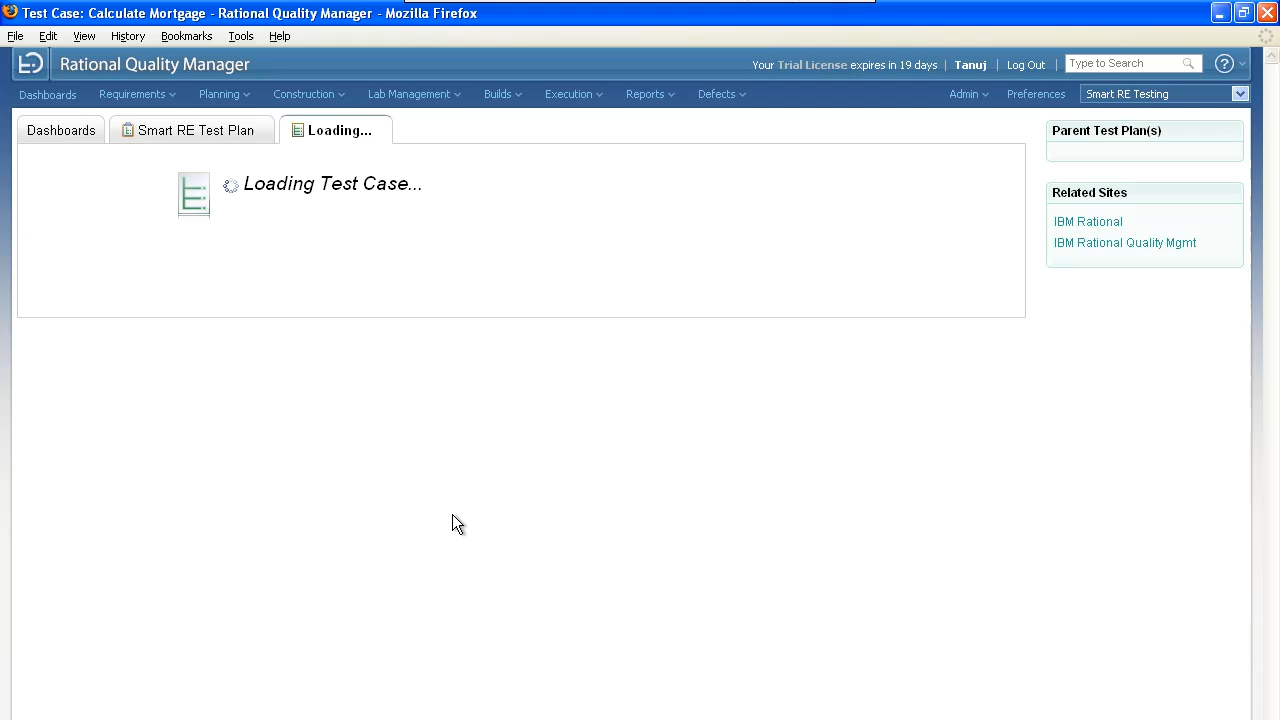 Test Case: Calculate Mortgage - Rational Quality Manager - Mozilla Firefox
File Edit View History Bookmarks Tools Help
Rational Quality Manager
Your Trial License expires in 19 days | Tanuj | Log Out | Type to Search
Dashboards Requirements Planning Construction Lab Management Builds Execution Reports Defects Admin Preferences Smart RE Testing
Dashboards Smart RE Test Plan Loading...
Parent Test Plan(s)
Loading Test Case...
Related Sites
IBM Rational
IBM Rational Quality Mgmt